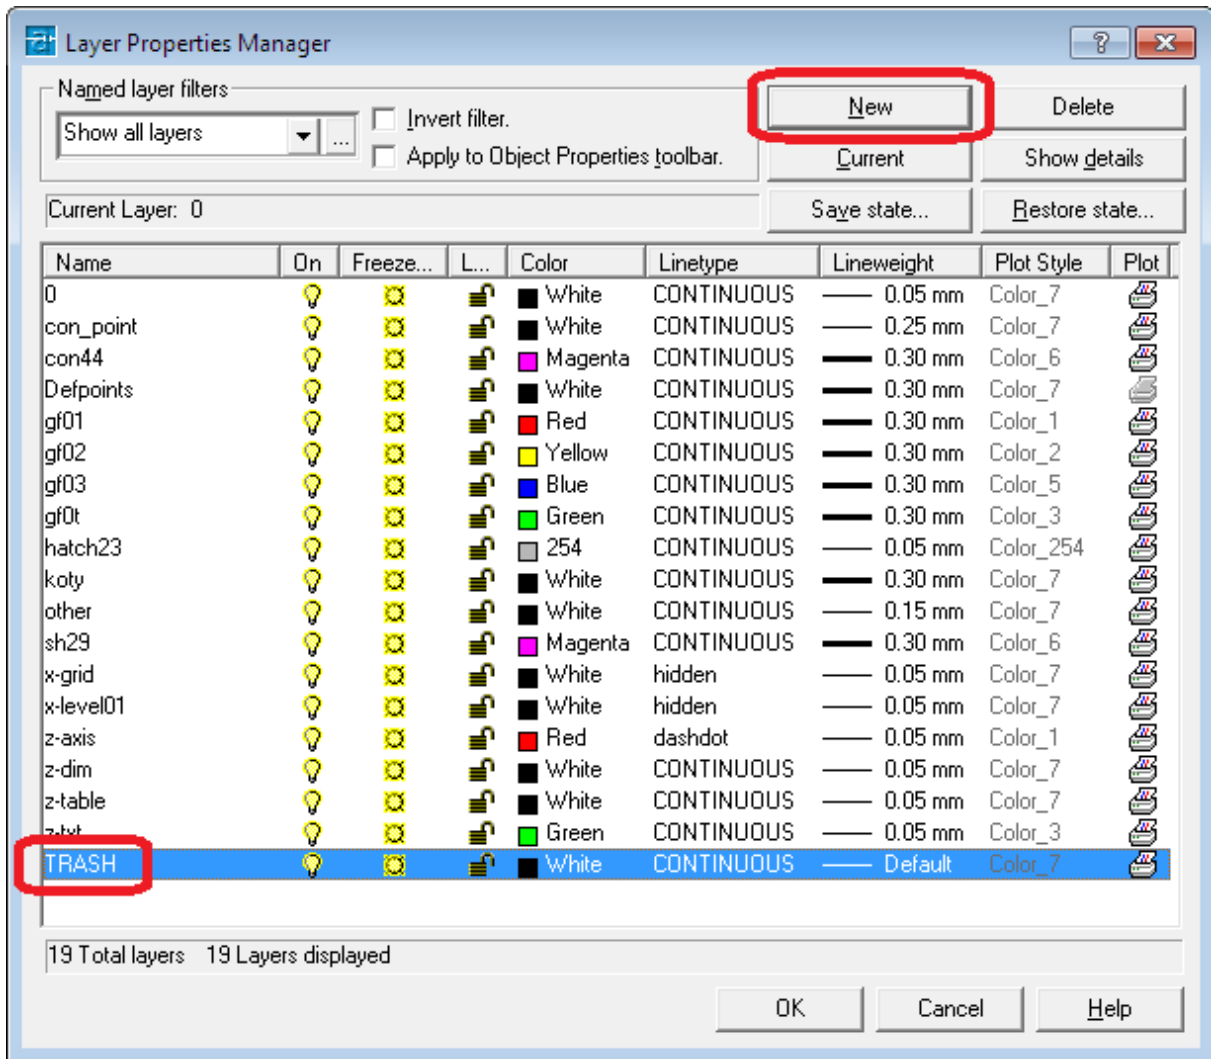 Layer Properties Manager
Named layer filters
Show all layers
...
Invert filter.
Apply to Object Properties toolbar.
New
Delete
Current
Show details
Current Layer: 0
Save state...
Restore state...
Name On Freeze... L... Color Linetype Lineweight Plot Style Plot
0 White CONTINUOUS 0.05 mm Color_7
con_point White CONTINUOUS 0.25 mm Color_7
con44 Magenta CONTINUOUS 0.30 mm Color_6
Defpoints White CONTINUOUS 0.30 mm Color_7
gf01 Red CONTINUOUS 0.30 mm Color_1
gf02 Yellow CONTINUOUS 0.30 mm Color_2
gf03 Blue CONTINUOUS 0.30 mm Color_5
gf0t Green CONTINUOUS 0.30 mm Color_3
hatch23 254 CONTINUOUS 0.05 mm Color_254
koty White CONTINUOUS 0.30 mm Color_7
other White CONTINUOUS 0.15 mm Color_7
sh29 Magenta CONTINUOUS 0.30 mm Color_6
x-grid White hidden 0.05 mm Color_7
x-level01 White hidden 0.05 mm Color_7
z-axis Red dashdot 0.05 mm Color_1
z-dim White CONTINUOUS 0.05 mm Color_7
z-table White CONTINUOUS 0.05 mm Color_7
z-txt Green CONTINUOUS 0.05 mm Color_3
TRASH White CONTINUOUS Default Color_7
19 Total layers 19 Layers displayed
OK
Cancel
Help